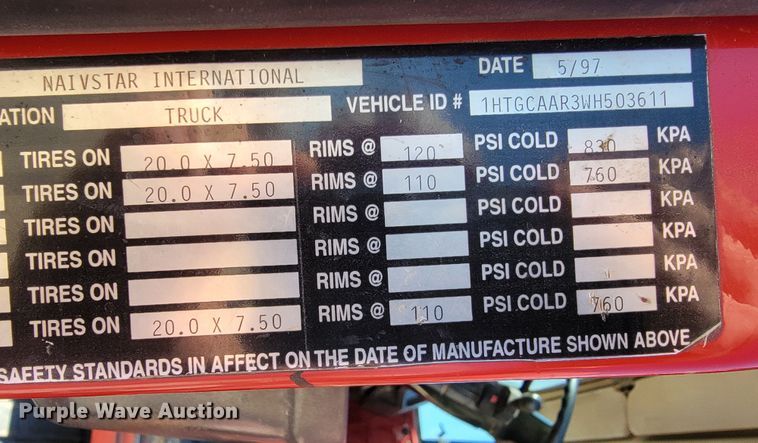 NAIVSTAR INTERNATIONAL DATE 5/97
ATION TRUCK VEHICLE ID # 1HTGCAAR3WH503611
TIRES ON 20.0 X 7.50 RIMS @ 120 PSI COLD 830 KPA
TIRES ON 20.0 X 7.50 RIMS @ 110 PSI COLD 760 KPA
TIRES ON RIMS @ PSI COLD KPA
TIRES ON RIMS @ PSI COLD KPA
TIRES ON RIMS @ PSI COLD KPA
TIRES ON 20.0 X 7.50 RIMS @ 110 PSI COLD 760 KPA
SAFETY STANDARDS IN AFFECT ON THE DATE OF MANUFACTURE SHOWN ABOVE
Purple Wave Auction